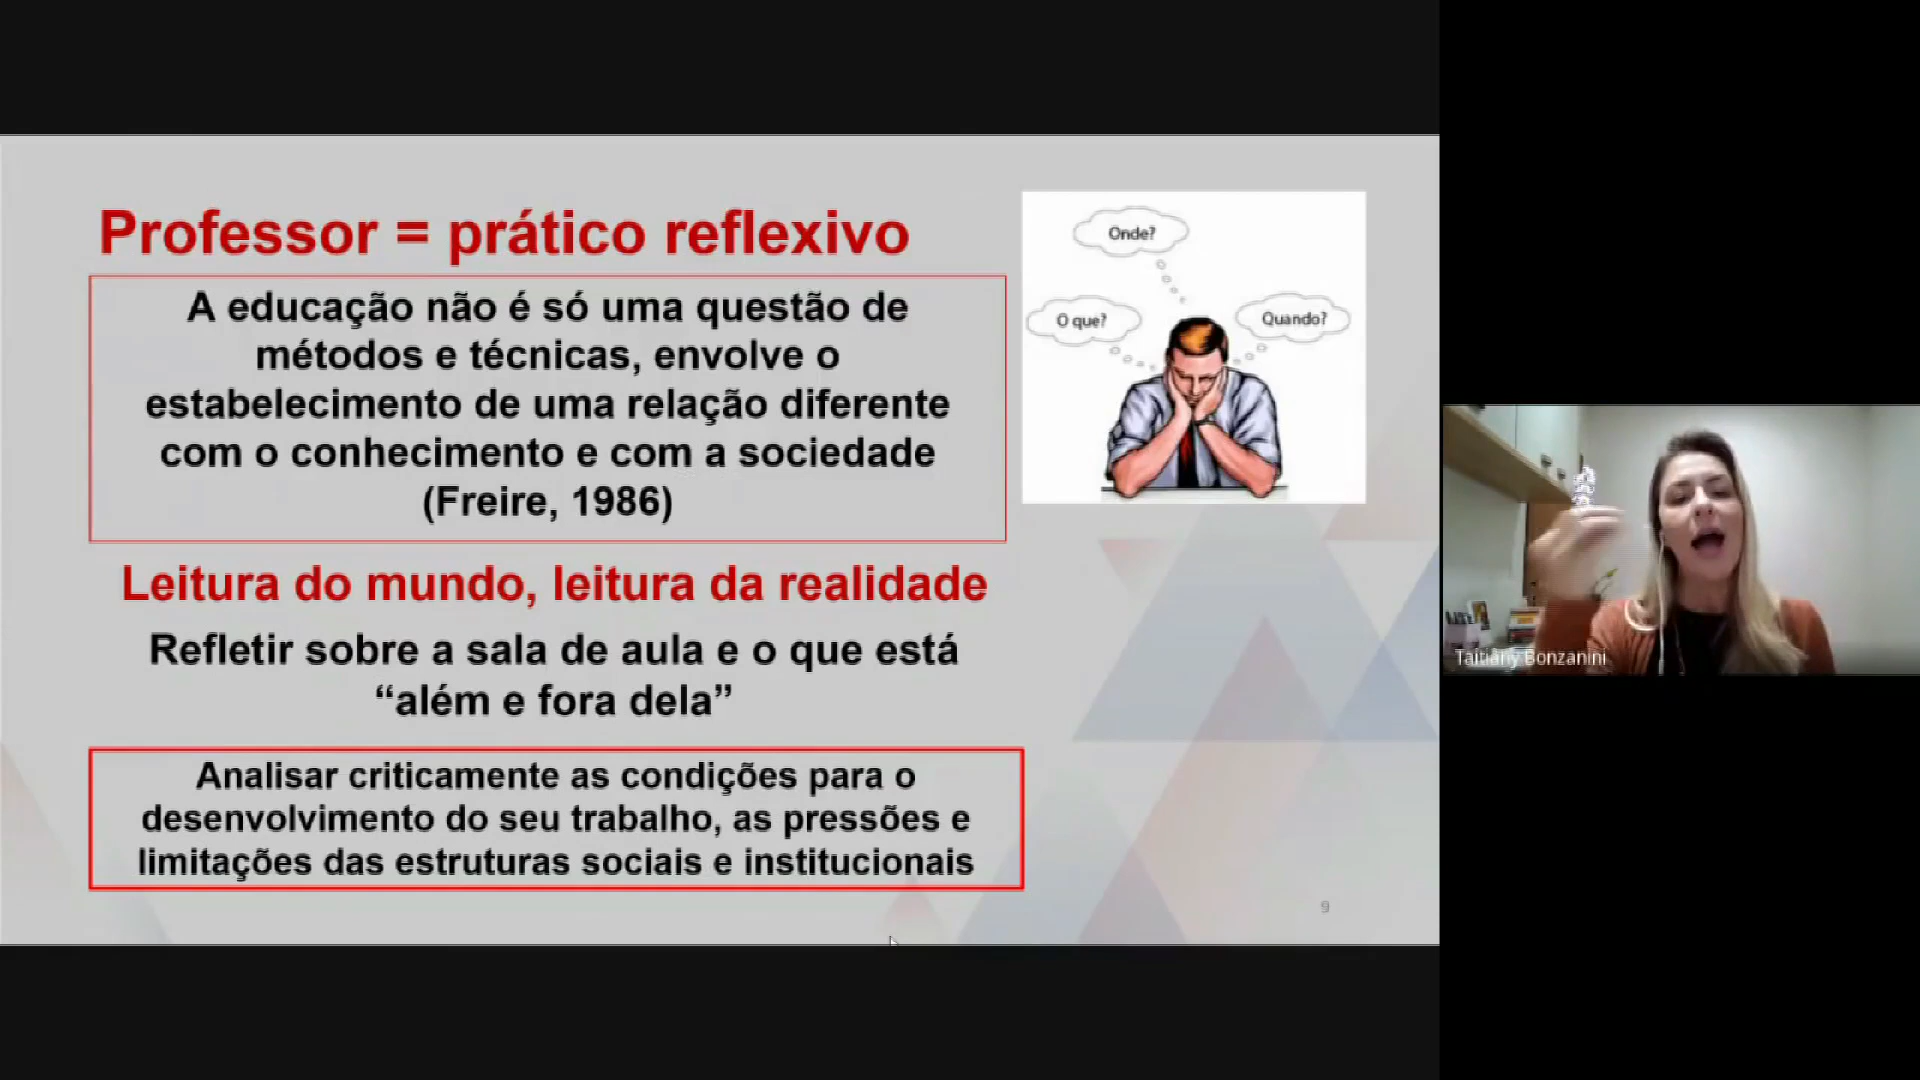 Professor = prático reflexivo
A educação não é só uma questão de
métodos e técnicas, envolve o
estabelecimento de uma relação diferente
com o conhecimento e com a sociedade
(Freire, 1986)
Leitura do mundo, leitura da realidade
Refletir sobre a sala de aula e o que está
“além e fora dela”
Analisar criticamente as condições para o
desenvolvimento do seu trabalho, as pressões e
limitações das estruturas sociais e institucionais
Onde?
O que?
Quando?
9
Taitiâny Bonzanini